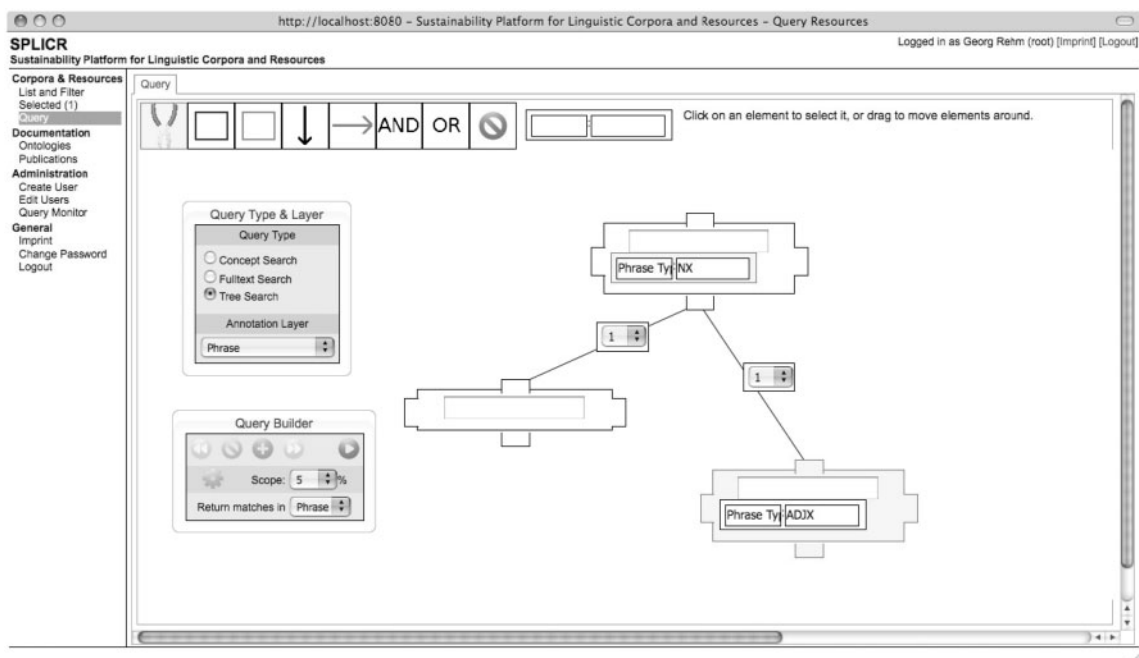 http://localhost:8080 – Sustainability Platform for Linguistic Corpora and Resources – Query Resources
SPLICR
Sustainability Platform for Linguistic Corpora and Resources
Logged in as Georg Rehm (root) [Imprint] [Logout]
Corpora & Resources
List and Filter
Selected (1)
Query
Documentation
Ontologies
Publications
Administration
Create User
Edit Users
Query Monitor
General
Imprint
Change Password
Logout
Query
AND OR
Click on an element to select it, or drag to move elements around.
Query Type & Layer
Query Type
Concept Search
Fulltext Search
Tree Search
Annotation Layer
Phrase
Query Builder
Scope: 5 %
Return matches in Phrase
Phrase Ty NX
1
1
Phrase Ty ADJX